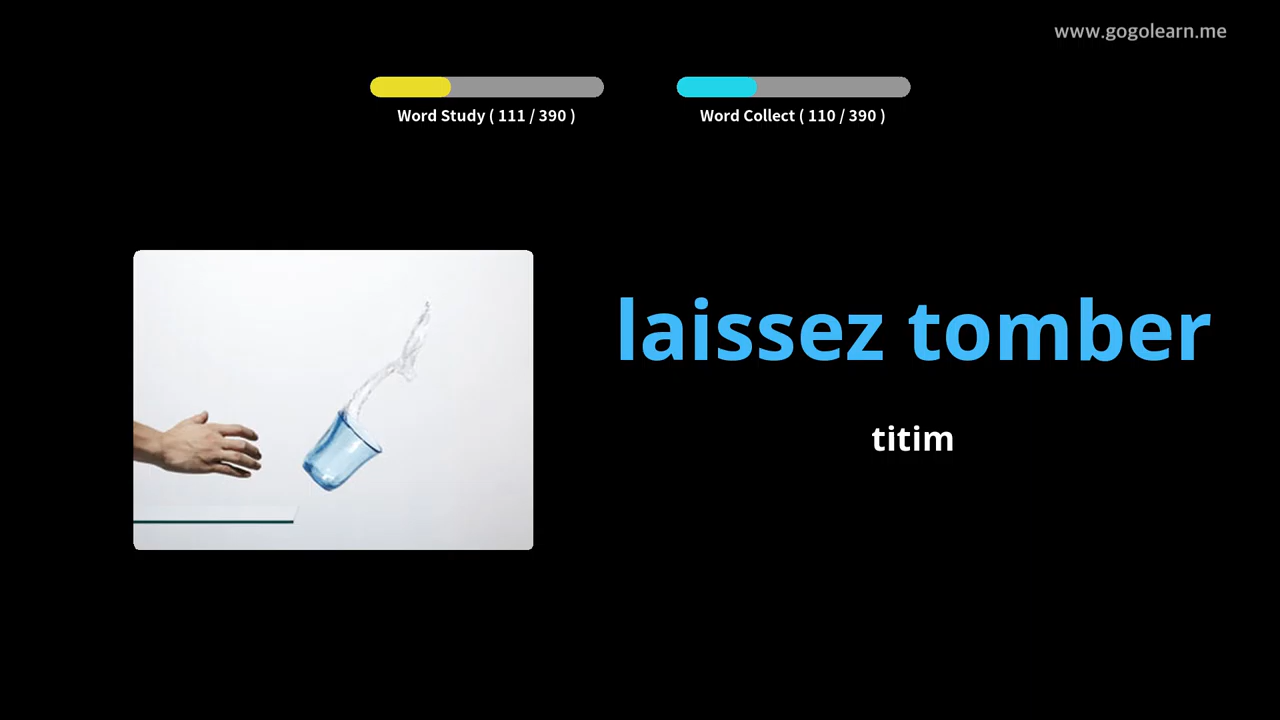 www.gogolearn.me
Word Study ( 111 / 390 )
Word Collect ( 110 / 390 )
laissez tomber
titim